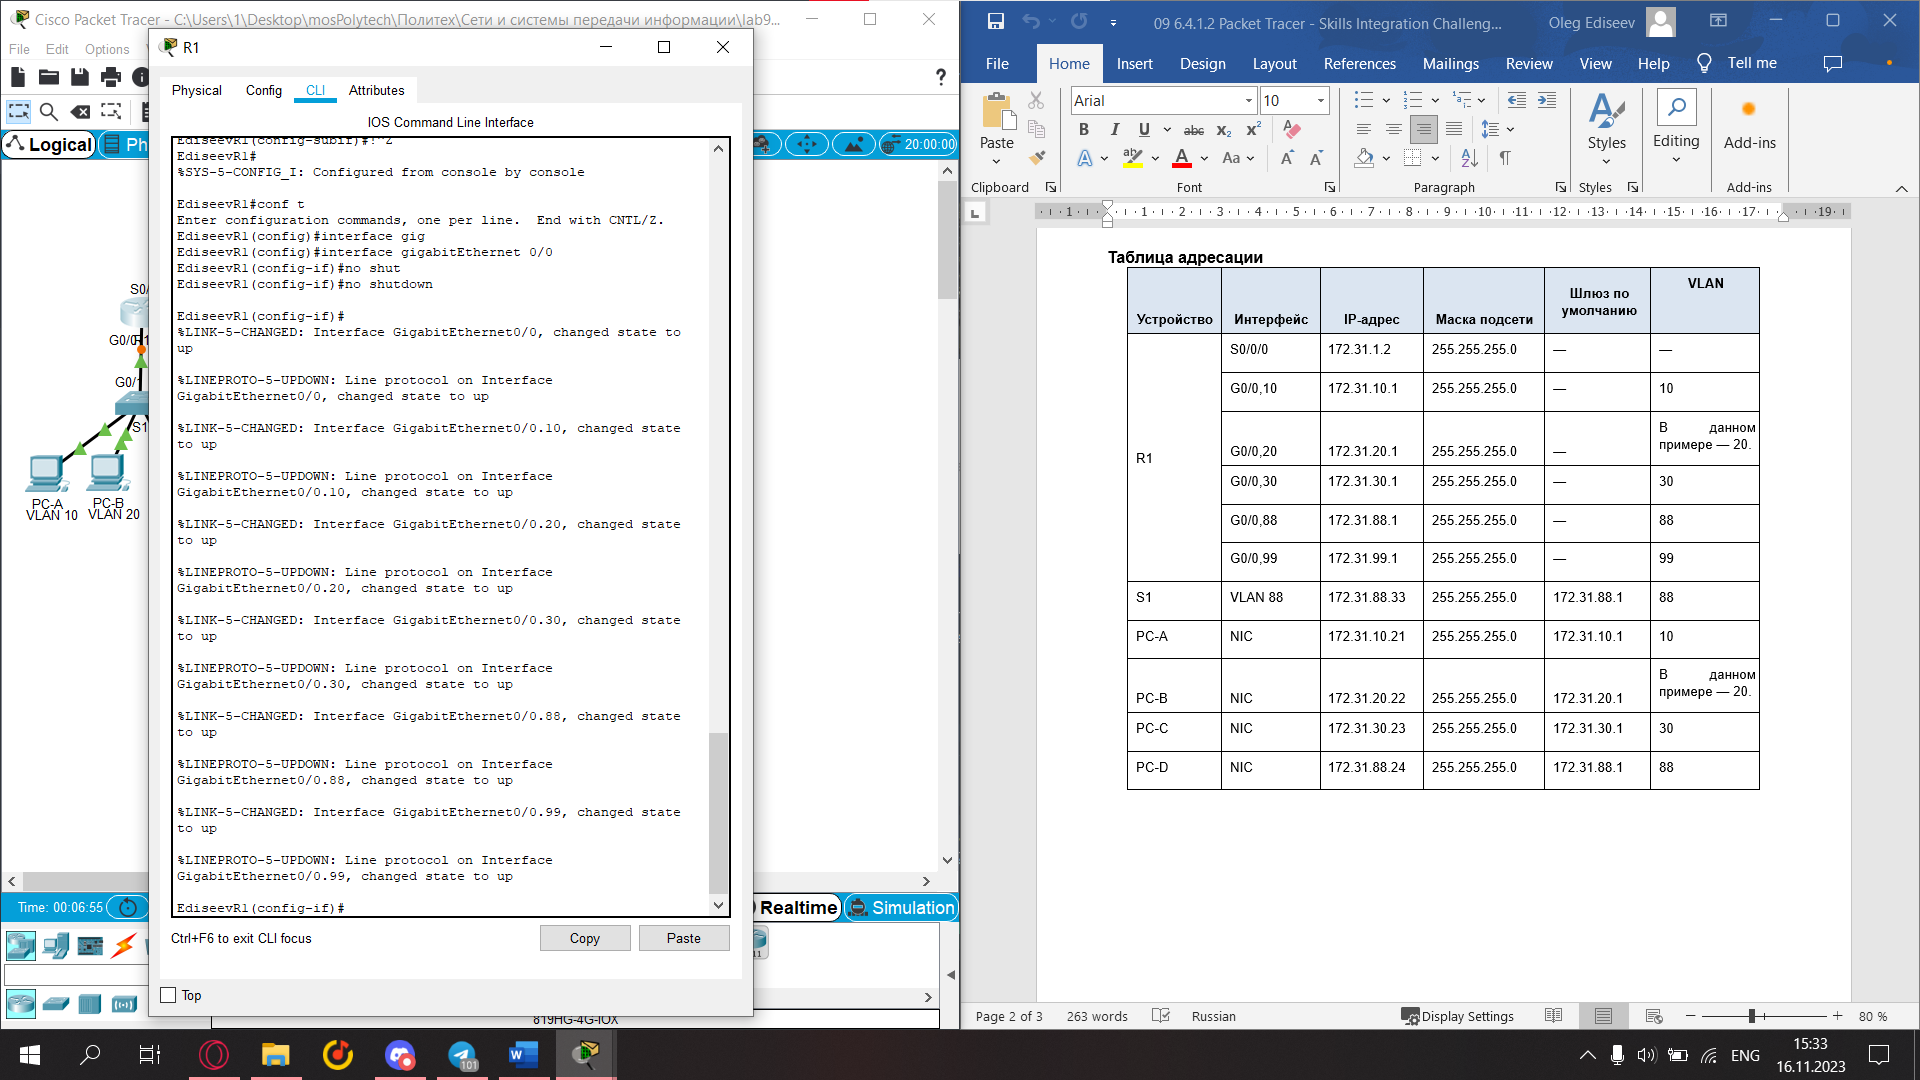 Cisco Packet Tracer - C:\Users\1\Desktop\mosPolytech\Политех\Сети и системы передачи информации\lab9...
File Edit Options
Logical
Ph
20:00:00
S0/
G0/0
R1
G0/1
S1
PC-A
VLAN 10
PC-B
VLAN 20
Time: 00:06:55
Realtime
Simulation
819HG-4G-IOX
R1
Physical Config CLI Attributes
IOS Command Line Interface
EdiseevR1(config-subif)#!^Z
EdiseevR1#
%SYS-5-CONFIG_I: Configured from console by console
EdiseevR1#conf t
Enter configuration commands, one per line.  End with CNTL/Z.
EdiseevR1(config)#interface gig
EdiseevR1(config)#interface gigabitEthernet 0/0
EdiseevR1(config-if)#no shut
EdiseevR1(config-if)#no shutdown
EdiseevR1(config-if)#
%LINK-5-CHANGED: Interface GigabitEthernet0/0, changed state to
up
%LINEPROTO-5-UPDOWN: Line protocol on Interface
GigabitEthernet0/0, changed state to up
%LINK-5-CHANGED: Interface GigabitEthernet0/0.10, changed state
to up
%LINEPROTO-5-UPDOWN: Line protocol on Interface
GigabitEthernet0/0.10, changed state to up
%LINK-5-CHANGED: Interface GigabitEthernet0/0.20, changed state
to up
%LINEPROTO-5-UPDOWN: Line protocol on Interface
GigabitEthernet0/0.20, changed state to up
%LINK-5-CHANGED: Interface GigabitEthernet0/0.30, changed state
to up
%LINEPROTO-5-UPDOWN: Line protocol on Interface
GigabitEthernet0/0.30, changed state to up
%LINK-5-CHANGED: Interface GigabitEthernet0/0.88, changed state
to up
%LINEPROTO-5-UPDOWN: Line protocol on Interface
GigabitEthernet0/0.88, changed state to up
%LINK-5-CHANGED: Interface GigabitEthernet0/0.99, changed state
to up
%LINEPROTO-5-UPDOWN: Line protocol on Interface
GigabitEthernet0/0.99, changed state to up
EdiseevR1(config-if)#
Ctrl+F6 to exit CLI focus
Copy
Paste
Top
09 6.4.1.2 Packet Tracer - Skills Integration Challeng...
Oleg Ediseev
File Home Insert Design Layout References Mailings Review View Help Tell me
Paste
Arial
10
Styles
Editing
Add-ins
Clipboard
Font
Paragraph
Styles
Add-ins
1 1 2 3 4 5 6 7 8 9 10 11 12 13 14 15 16 17 19
Таблица адресации
Устройство Интерфейс IP-адрес Маска подсети Шлюз по умолчанию VLAN
R1
S0/0/0 172.31.1.2 255.255.255.0 — —
G0/0,10 172.31.10.1 255.255.255.0 — 10
G0/0,20 172.31.20.1 255.255.255.0 — В данном примере — 20.
G0/0,30 172.31.30.1 255.255.255.0 — 30
G0/0,88 172.31.88.1 255.255.255.0 — 88
G0/0,99 172.31.99.1 255.255.255.0 — 99
S1 VLAN 88 172.31.88.33 255.255.255.0 172.31.88.1 88
PC-A NIC 172.31.10.21 255.255.255.0 172.31.10.1 10
PC-B NIC 172.31.20.22 255.255.255.0 172.31.20.1 В данном примере — 20.
PC-C NIC 172.31.30.23 255.255.255.0 172.31.30.1 30
PC-D NIC 172.31.88.24 255.255.255.0 172.31.88.1 88
Page 2 of 3 263 words Russian
Display Settings
80 %
101
ENG
15:33
16.11.2023